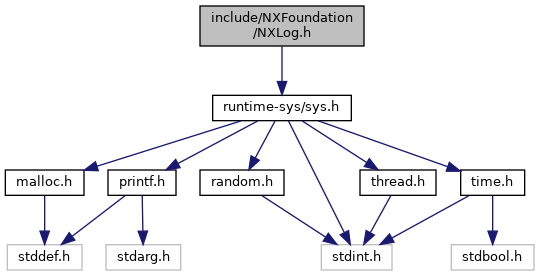 include/NXFoundation
/NXLog.h
runtime-sys/sys.h
malloc.h
printf.h
random.h
thread.h
time.h
stddef.h
stdarg.h
stdint.h
stdbool.h